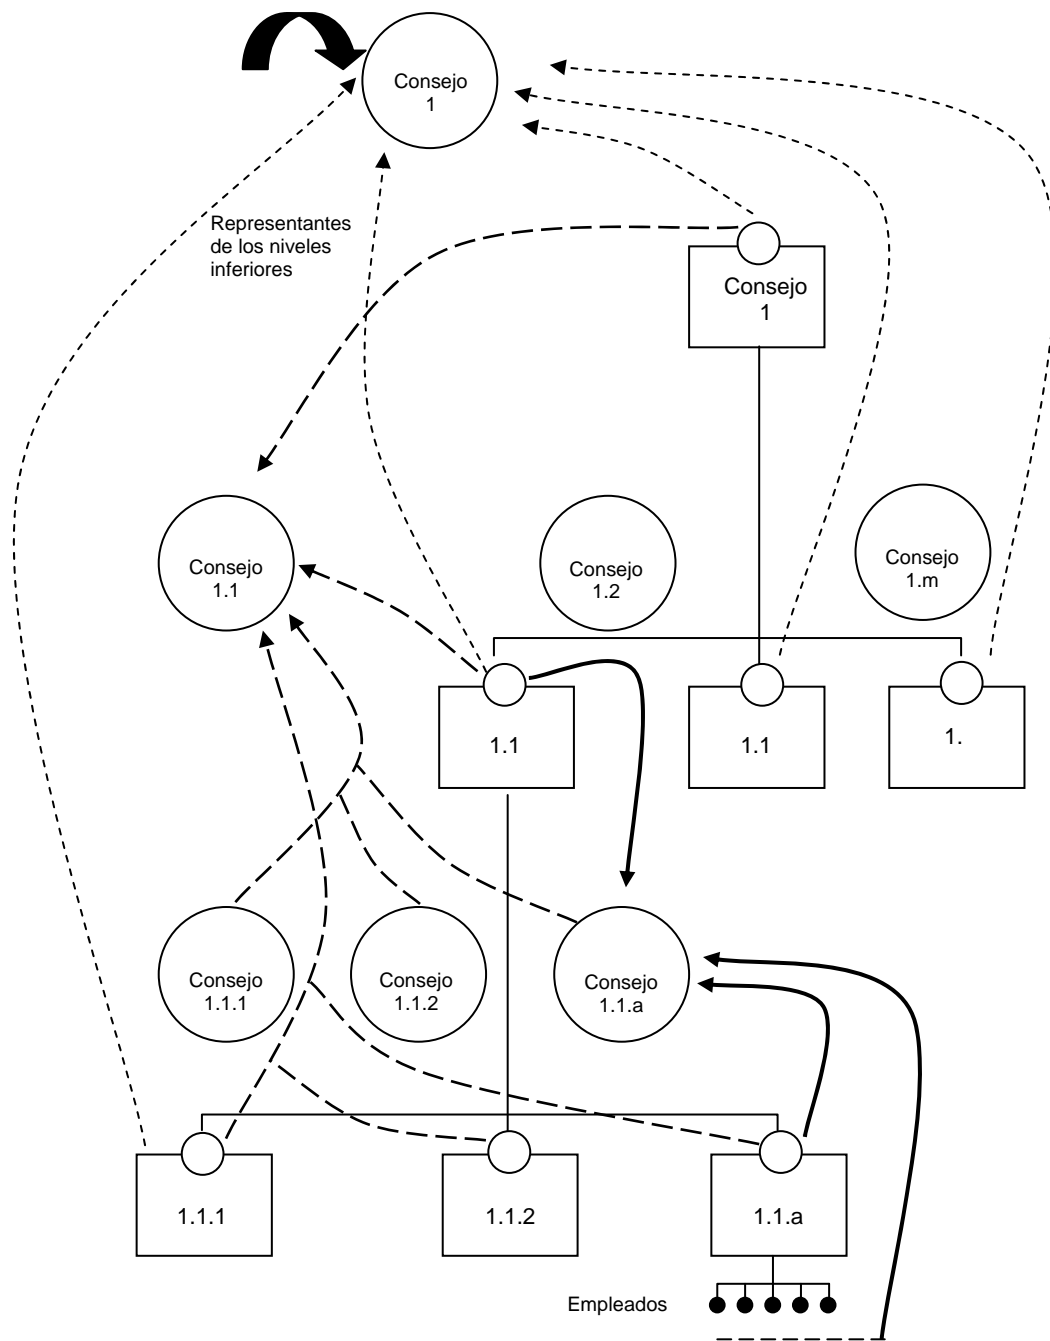 Consejo
1
Representantes
de los niveles
inferiores
Consejo
1
Consejo
1.1
Consejo
1.2
Consejo
1.m
1.1
1.1
1.
Consejo
1.1.1
Consejo
1.1.2
Consejo
1.1.a
1.1.1
1.1.2
1.1.a
Empleados